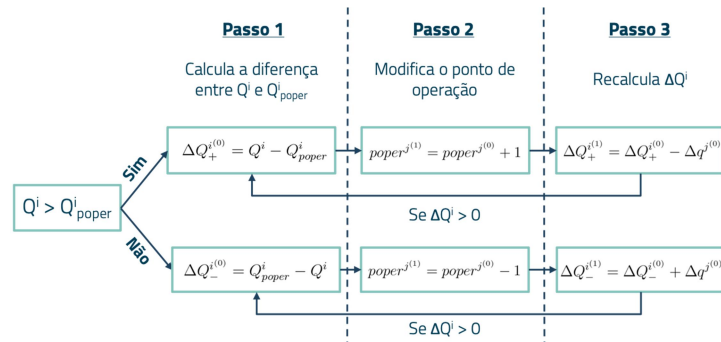 Passo 1
Passo 2
Passo 3
Calcula a diferença
entre Qⁱ e Qⁱ_poper
Modifica o ponto de
operação
Recalcula ΔQⁱ
ΔQ₊^{i^{(0)}} = Qⁱ − Qⁱ_{poper}
poper^{j^{(1)}} = poper^{j^{(0)}} + 1
ΔQ₊^{i^{(1)}} = ΔQ₊^{i^{(0)}} − Δq^{j^{(0)}}
Sim
Se ΔQⁱ > 0
Qⁱ > Qⁱ_poper
Não
ΔQ₋^{i^{(0)}} = Qⁱ_{poper} − Qⁱ
poper^{j^{(1)}} = poper^{j^{(0)}} − 1
ΔQ₋^{i^{(1)}} = ΔQ₋^{i^{(0)}} + Δq^{j^{(0)}}
Se ΔQⁱ > 0